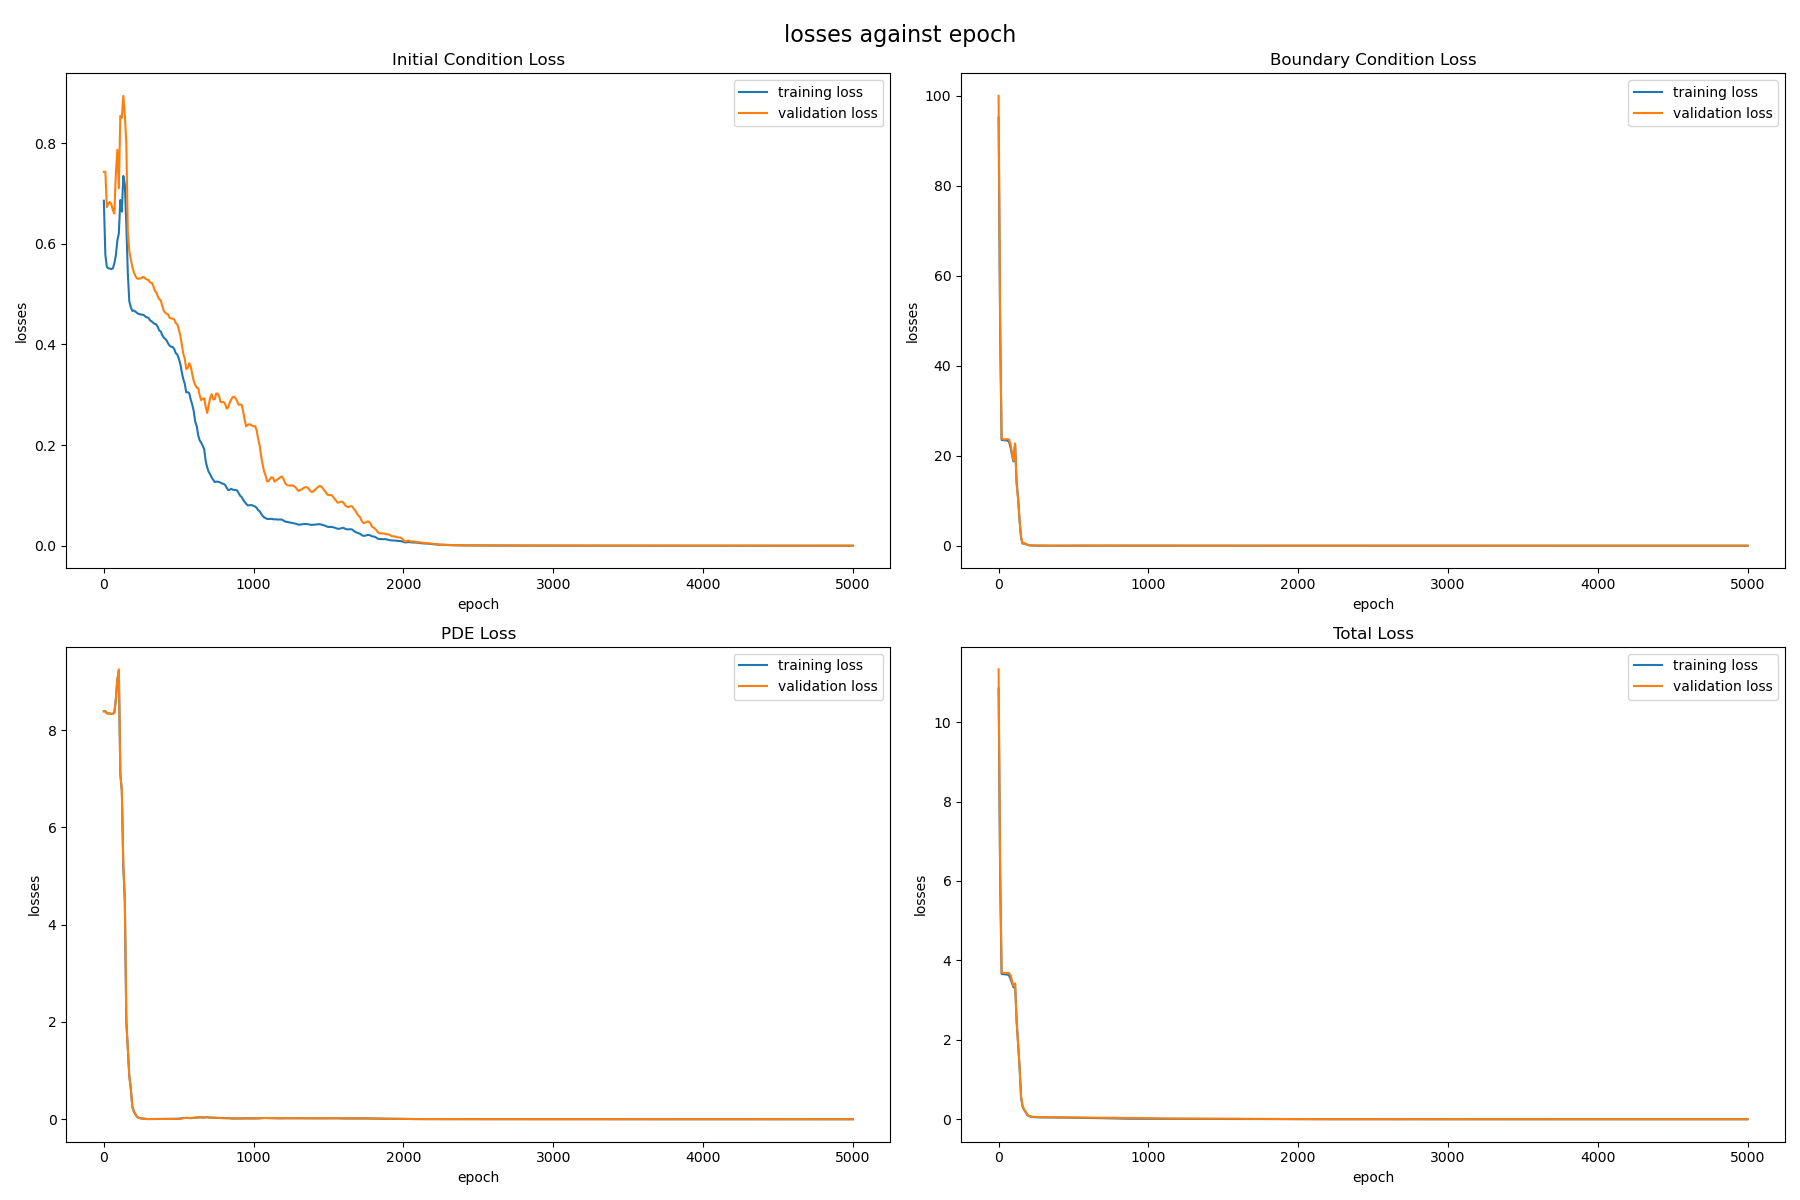 losses against epoch
Initial Condition Loss
training loss
validation loss
losses
0.8
0.6
0.4
0.2
0.0
0 1000 2000 3000 4000 5000
epoch
Boundary Condition Loss
training loss
validation loss
losses
100
80
60
40
20
0
0 1000 2000 3000 4000 5000
epoch
PDE Loss
training loss
validation loss
losses
8
6
4
2
0
0 1000 2000 3000 4000 5000
epoch
Total Loss
training loss
validation loss
losses
10
8
6
4
2
0
0 1000 2000 3000 4000 5000
epoch